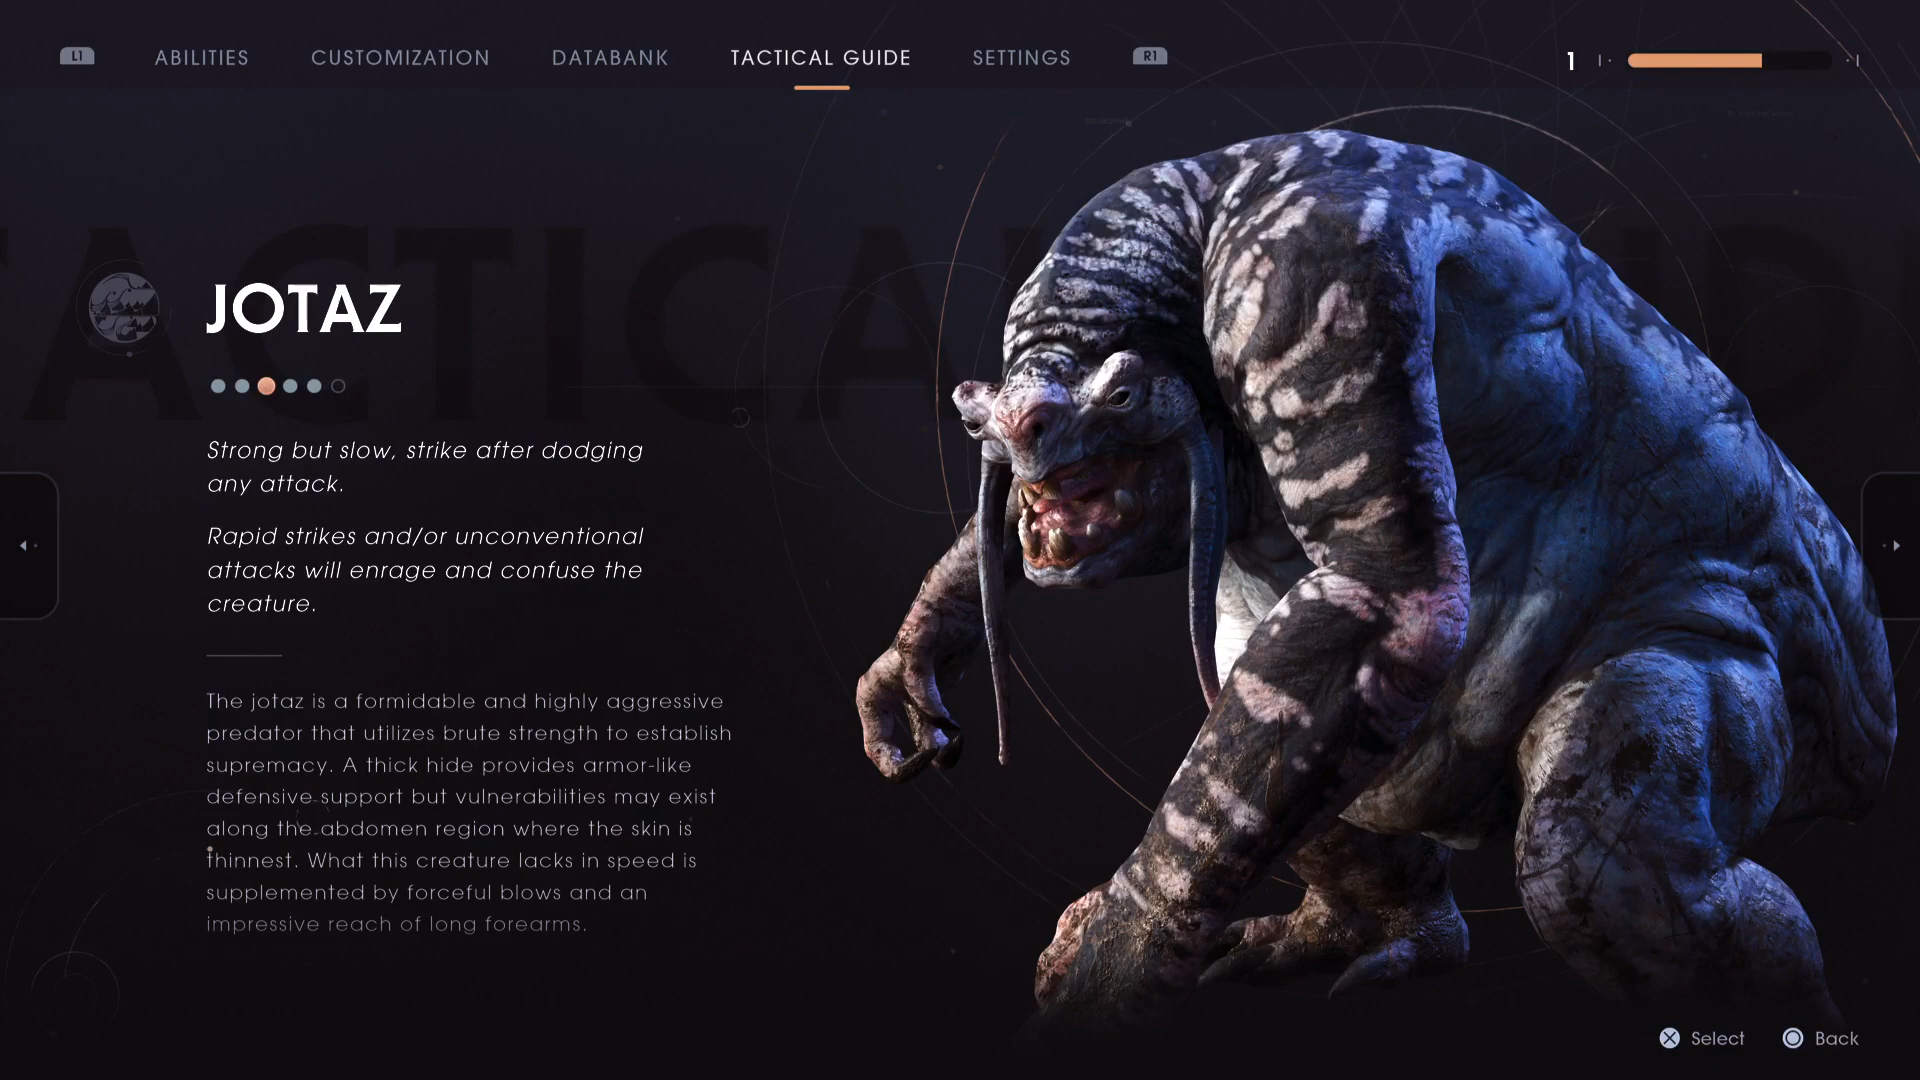 L1 ABILITIES CUSTOMIZATION DATABANK TACTICAL GUIDE SETTINGS R1 1
JOTAZ
Strong but slow, strike after dodging
any attack.
Rapid strikes and/or unconventional
attacks will enrage and confuse the
creature.
The jotaz is a formidable and highly aggressive
predator that utilizes brute strength to establish
supremacy. A thick hide provides armor-like
defensive support but vulnerabilities may exist
along the abdomen region where the skin is
thinnest. What this creature lacks in speed is
supplemented by forceful blows and an
impressive reach of long forearms.
Select Back